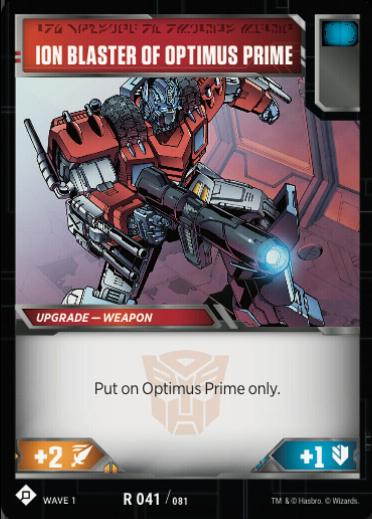 ION BLASTER OF OPTIMUS PRIME
UPGRADE — WEAPON
Put on Optimus Prime only.
+2
+1
WAVE 1
R 041 / 081
TM & © Hasbro. © Wizards.